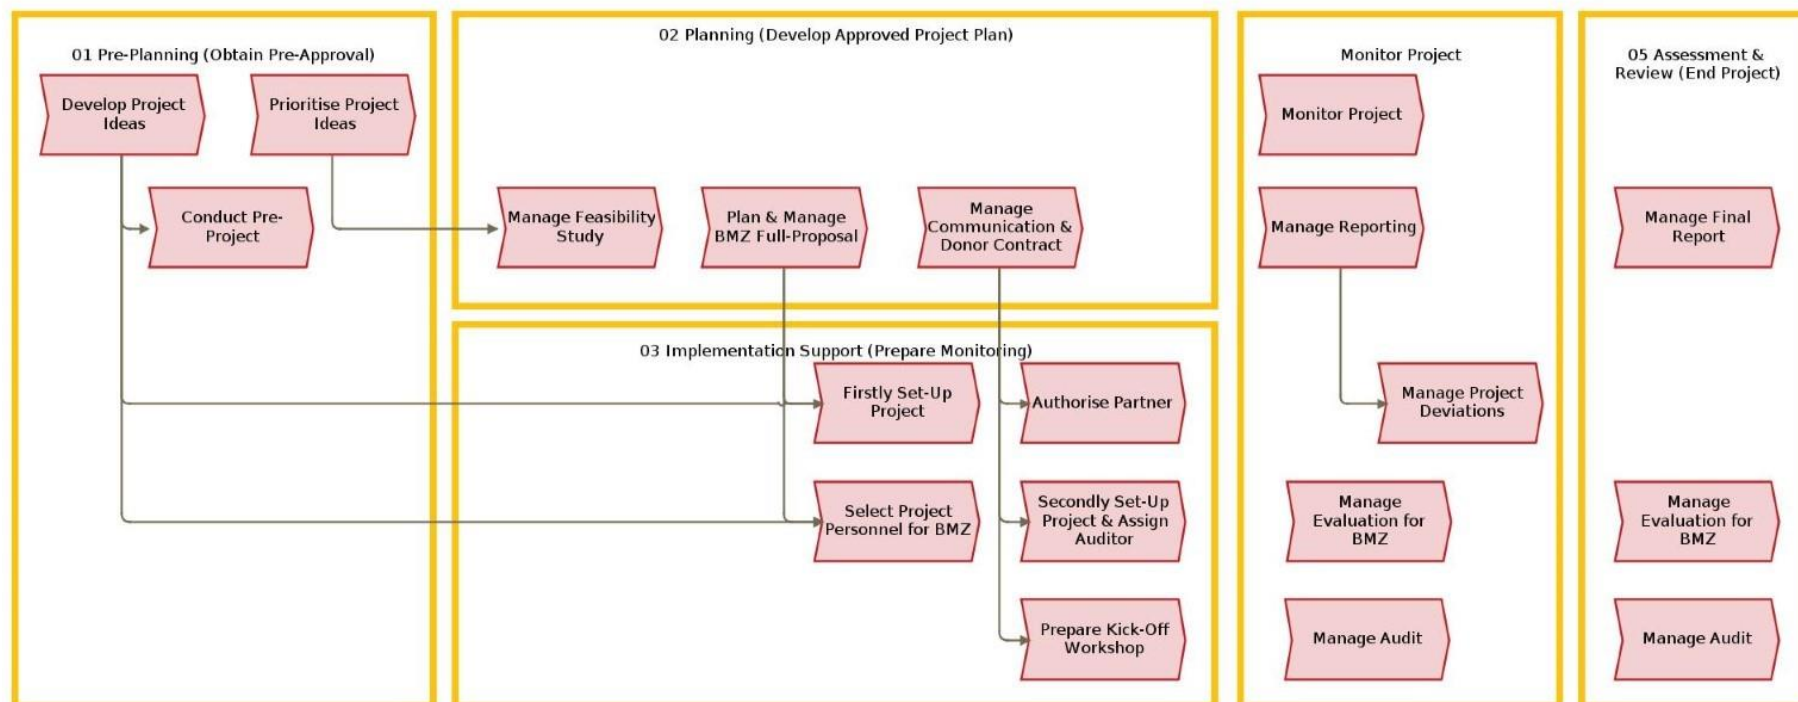 01 Pre-Planning (Obtain Pre-Approval)
Develop Project
Ideas
Prioritise Project
Ideas
Conduct Pre-
Project
02 Planning (Develop Approved Project Plan)
Manage Feasibility
Study
Plan & Manage
BMZ Full-Proposal
Manage
Communication &
Donor Contract
03 Implementation Support (Prepare Monitoring)
Firstly Set-Up
Project
Authorise Partner
Select Project
Personnel for BMZ
Secondly Set-Up
Project & Assign
Auditor
Prepare Kick-Off
Workshop
Monitor Project
Monitor Project
Manage Reporting
Manage Project
Deviations
Manage
Evaluation for
BMZ
Manage Audit
05 Assessment &
Review (End Project)
Manage Final
Report
Manage
Evaluation for
BMZ
Manage Audit